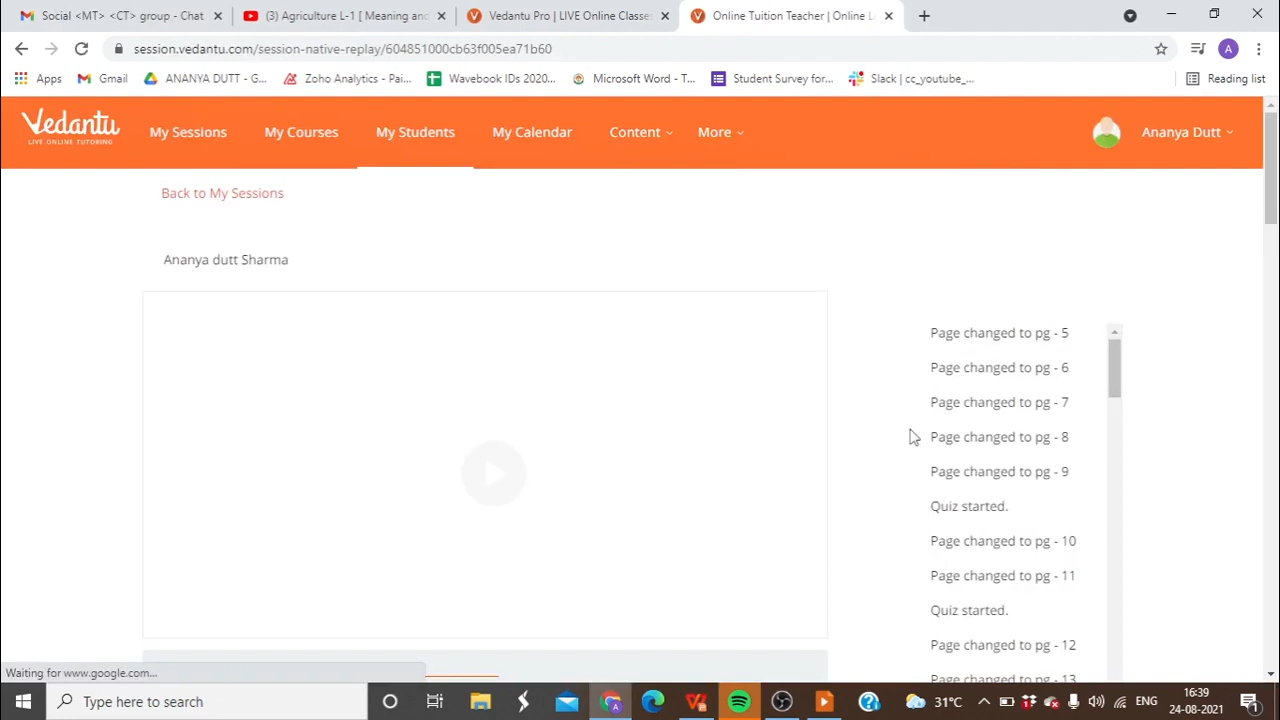 Social <MT> <CT> group - Chat
(3) Agriculture L-1 [ Meaning and
Vedantu Pro | LIVE Online Classe
Online Tuition Teacher | Online L
session.vedantu.com/session-native-replay/604851000cb63f005ea71b60
A
Apps
Gmail
ANANYA DUTT - G...
Zoho Analytics - Pai...
Wavebook IDs 2020...
Microsoft Word - T...
Student Survey for...
Slack | cc_youtube_...
Reading list
Vedantu
LIVE ONLINE TUTORING
My Sessions
My Courses
My Students
My Calendar
Content
More
Ananya Dutt
Back to My Sessions
Ananya dutt Sharma
Page changed to pg - 5
Page changed to pg - 6
Page changed to pg - 7
Page changed to pg - 8
Page changed to pg - 9
Quiz started.
Page changed to pg - 10
Page changed to pg - 11
Quiz started.
Page changed to pg - 12
Page changed to pg - 13
Waiting for www.google.com...
Type here to search
31°C
ENG
16:39
24-08-2021